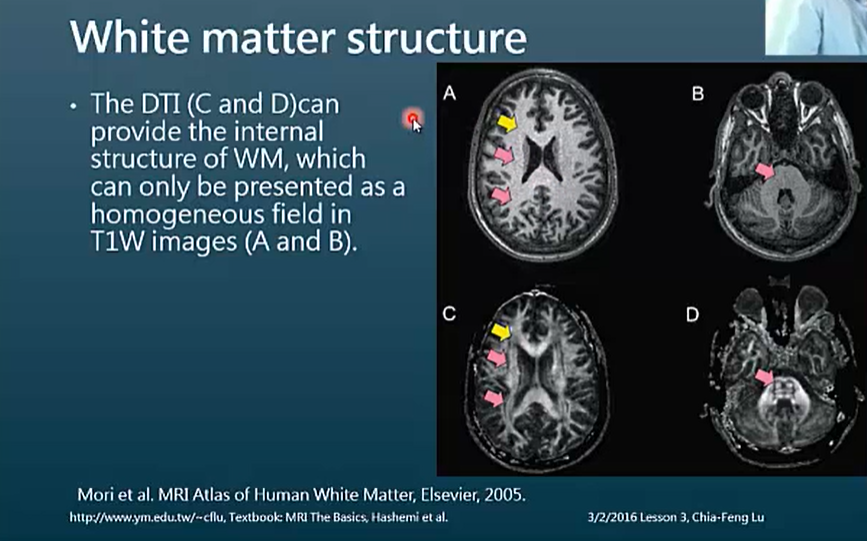 White matter structure
• The DTI (C and D)can
provide the internal
structure of WM, which
can only be presented as a
homogeneous field in
T1W images (A and B).
A
B
C
D
Mori et al. MRI Atlas of Human White Matter, Elsevier, 2005.
http://www.ym.edu.tw/~cflu, Textbook: MRI The Basics, Hashemi et al.
3/2/2016 Lesson 3, Chia-Feng Lu